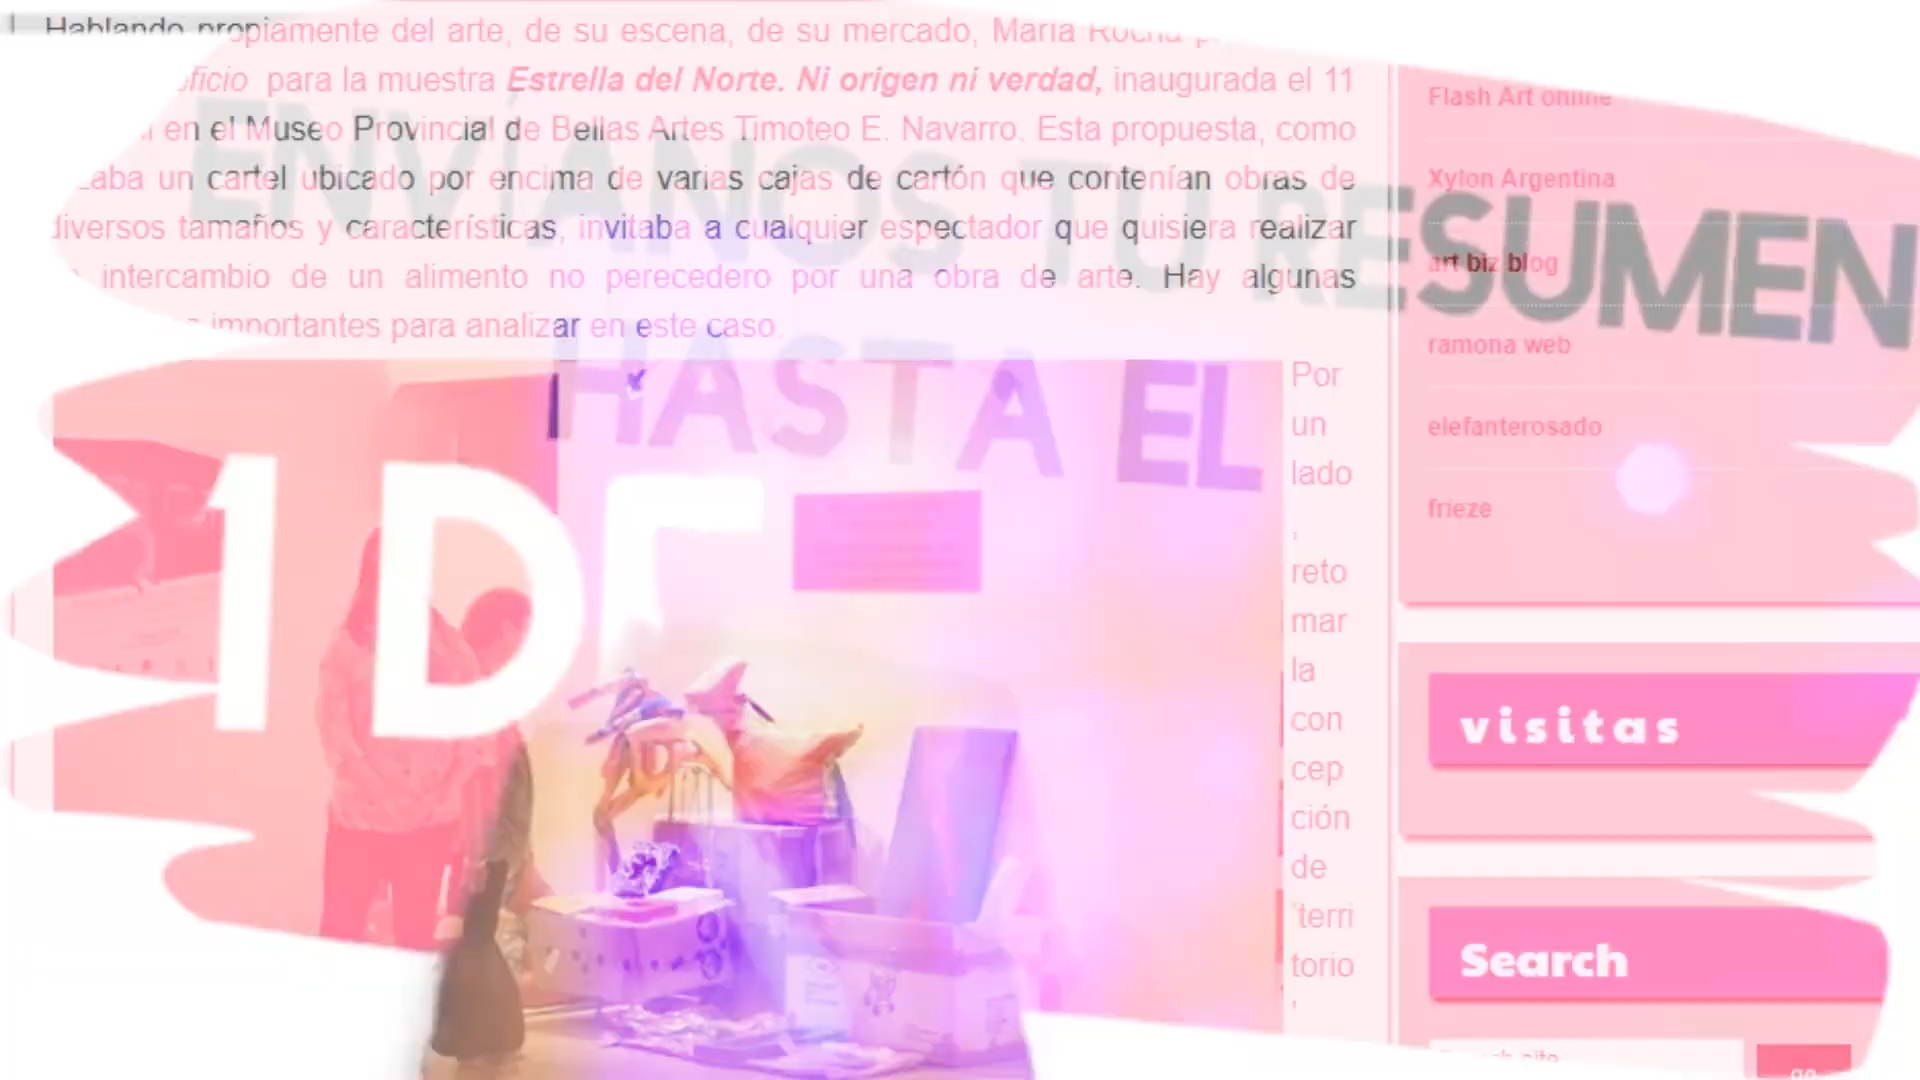 Hablando propiamente del arte, de su escena, de su mercado, María Rocha
para la muestra Estrella del Norte. Ni origen ni verdad, inaugurada el 11
en el Museo Provincial de Bellas Artes Timoteo E. Navarro. Esta propuesta, como
un cartel ubicado por encima de varias cajas de cartón que contenían obras de
diversos tamaños y características, invitaba a cualquier espectador que quisiera realizar
intercambio de un alimento no perecedero por una obra de arte. Hay algunas
importantes para analizar en este caso.
Por
un
lado
,
reto
mar
la
con
cep
ción
de
'terri
torio
'
ENVÍANOS TU RESUMEN
HASTA EL
1 DE
Flash Art online
Xylon Argentina
art biz blog
ramona web
elefanterosado
frieze
visitas
Search
go